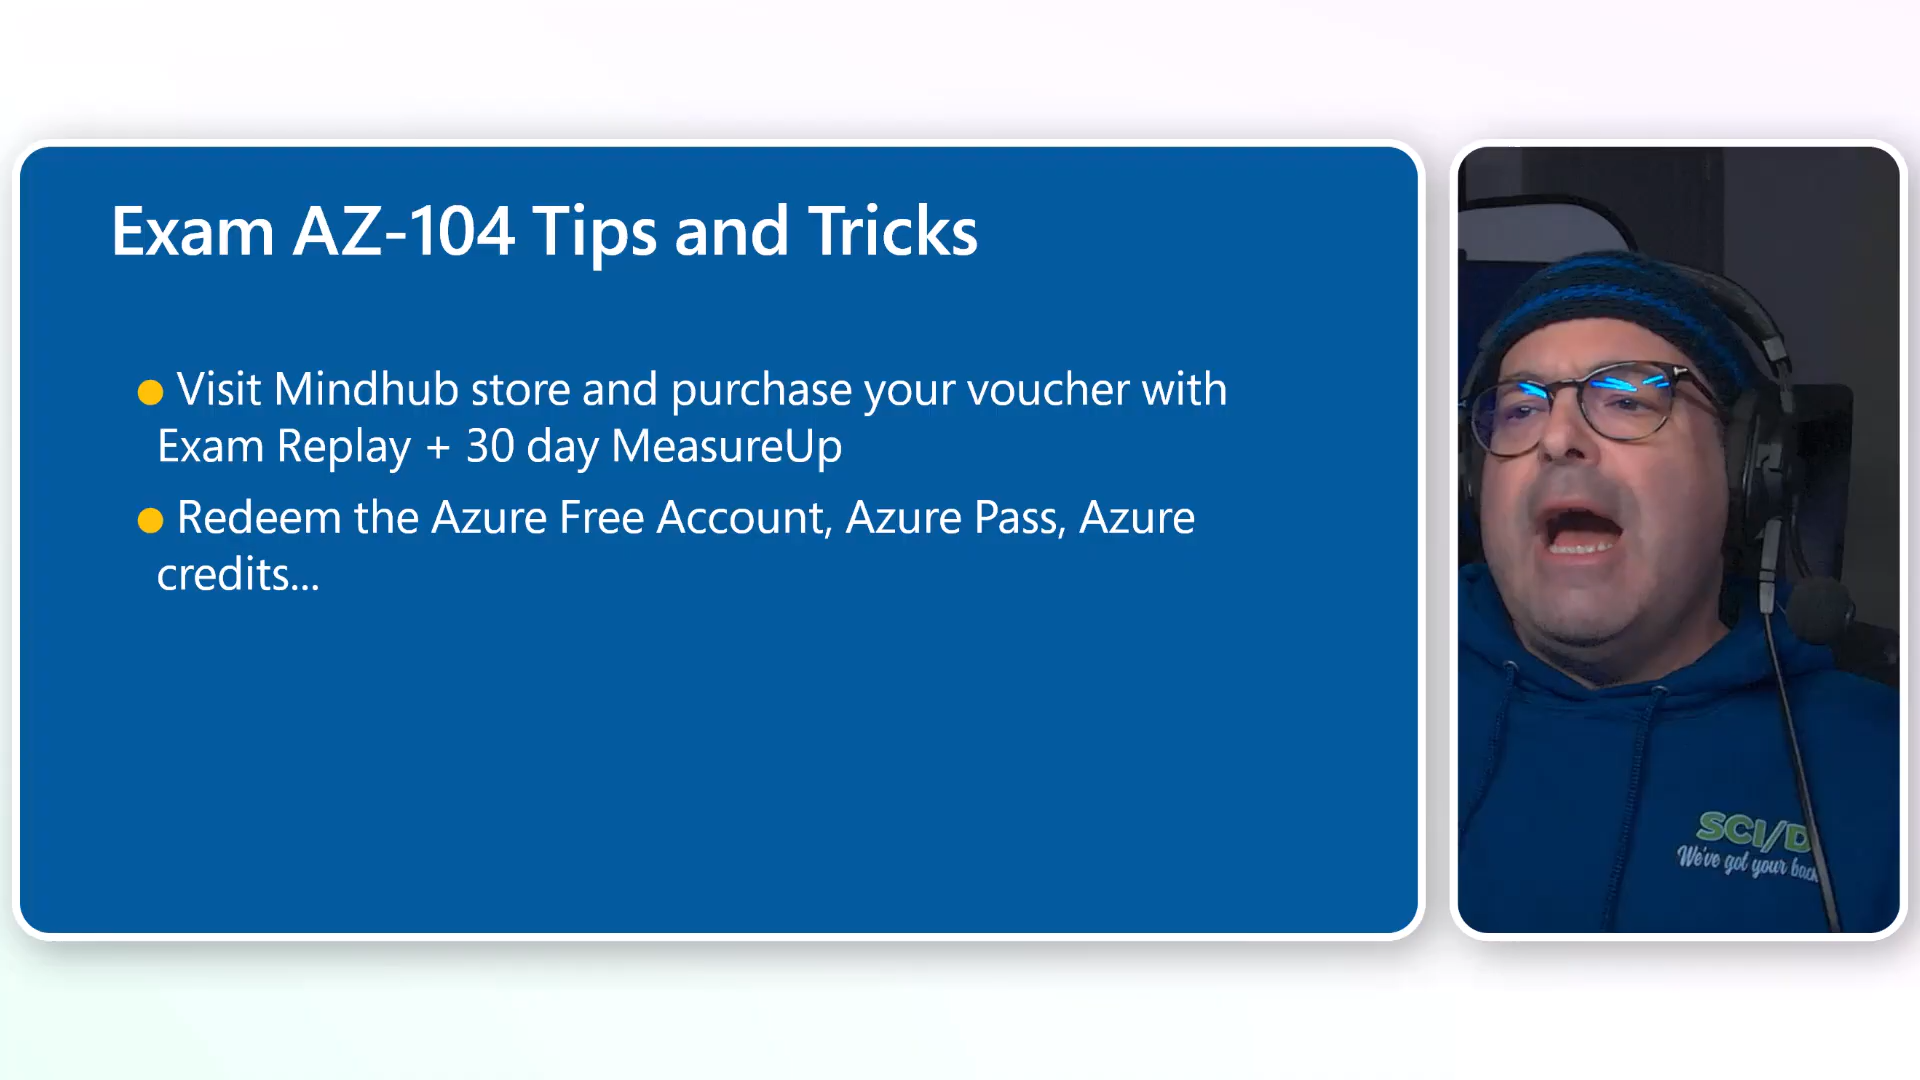 Exam AZ-104 Tips and Tricks
Visit Mindhub store and purchase your voucher with
Exam Replay + 30 day MeasureUp
Redeem the Azure Free Account, Azure Pass, Azure
credits...
SCI/D
We've got your back